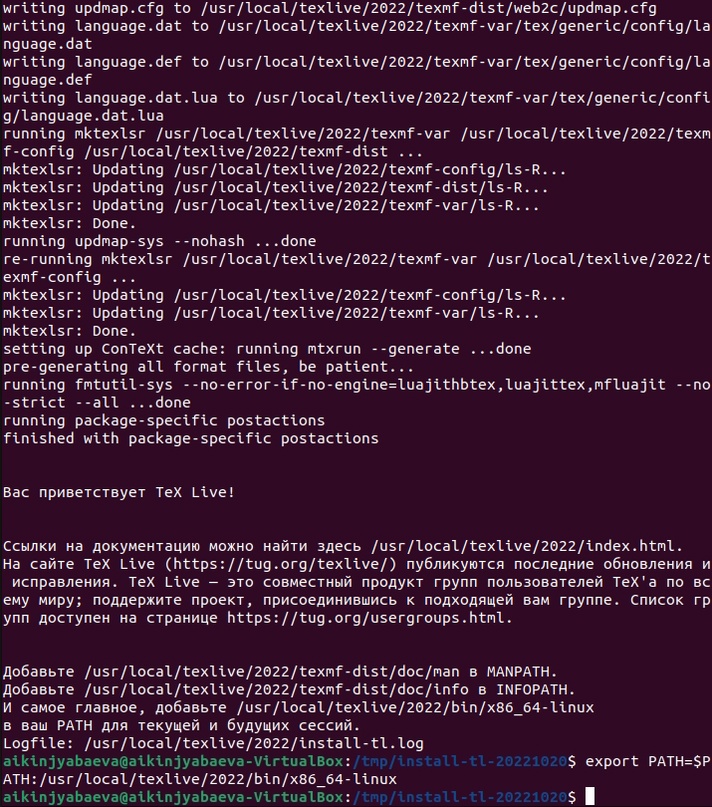 writing updmap.cfg to /usr/local/texlive/2022/texmf-dist/web2c/updmap.cfg
writing language.dat to /usr/local/texlive/2022/texmf-var/tex/generic/config/la
nguage.dat
writing language.def to /usr/local/texlive/2022/texmf-var/tex/generic/config/la
nguage.def
writing language.dat.lua to /usr/local/texlive/2022/texmf-var/tex/generic/confi
g/language.dat.lua
running mktexlsr /usr/local/texlive/2022/texmf-var /usr/local/texlive/2022/texm
f-config /usr/local/texlive/2022/texmf-dist ...
mktexlsr: Updating /usr/local/texlive/2022/texmf-config/ls-R...
mktexlsr: Updating /usr/local/texlive/2022/texmf-dist/ls-R...
mktexlsr: Updating /usr/local/texlive/2022/texmf-var/ls-R...
mktexlsr: Done.
running updmap-sys --nohash ...done
re-running mktexlsr /usr/local/texlive/2022/texmf-var /usr/local/texlive/2022/t
exmf-config ...
mktexlsr: Updating /usr/local/texlive/2022/texmf-config/ls-R...
mktexlsr: Updating /usr/local/texlive/2022/texmf-var/ls-R...
mktexlsr: Done.
setting up ConTeXt cache: running mtxrun --generate ...done
pre-generating all format files, be patient...
running fmtutil-sys --no-error-if-no-engine=luajithbtex,luajittex,mfluajit --no
-strict --all ...done
running package-specific postactions
finished with package-specific postactions
Вас приветствует TeX Live!
Ссылки на документацию можно найти здесь /usr/local/texlive/2022/index.html.
На сайте TeX Live (https://tug.org/texlive/) публикуются последние обновления и
исправления. TeX Live — это совместный продукт групп пользователей TeX'а по вс
ему миру; поддержите проект, присоединившись к подходящей вам группе. Список гр
упп доступен на странице https://tug.org/usergroups.html.
Добавьте /usr/local/texlive/2022/texmf-dist/doc/man в MANPATH.
Добавьте /usr/local/texlive/2022/texmf-dist/doc/info в INFOPATH.
И самое главное, добавьте /usr/local/texlive/2022/bin/x86_64-linux
в ваш PATH для текущей и будущих сессий.
Logfile: /usr/local/texlive/2022/install-tl.log
aikinjyabaeva@aikinjyabaeva-VirtualBox:/tmp/install-tl-20221020$ export PATH=$P
ATH:/usr/local/texlive/2022/bin/x86_64-linux
aikinjyabaeva@aikinjyabaeva-VirtualBox:/tmp/install-tl-20221020$